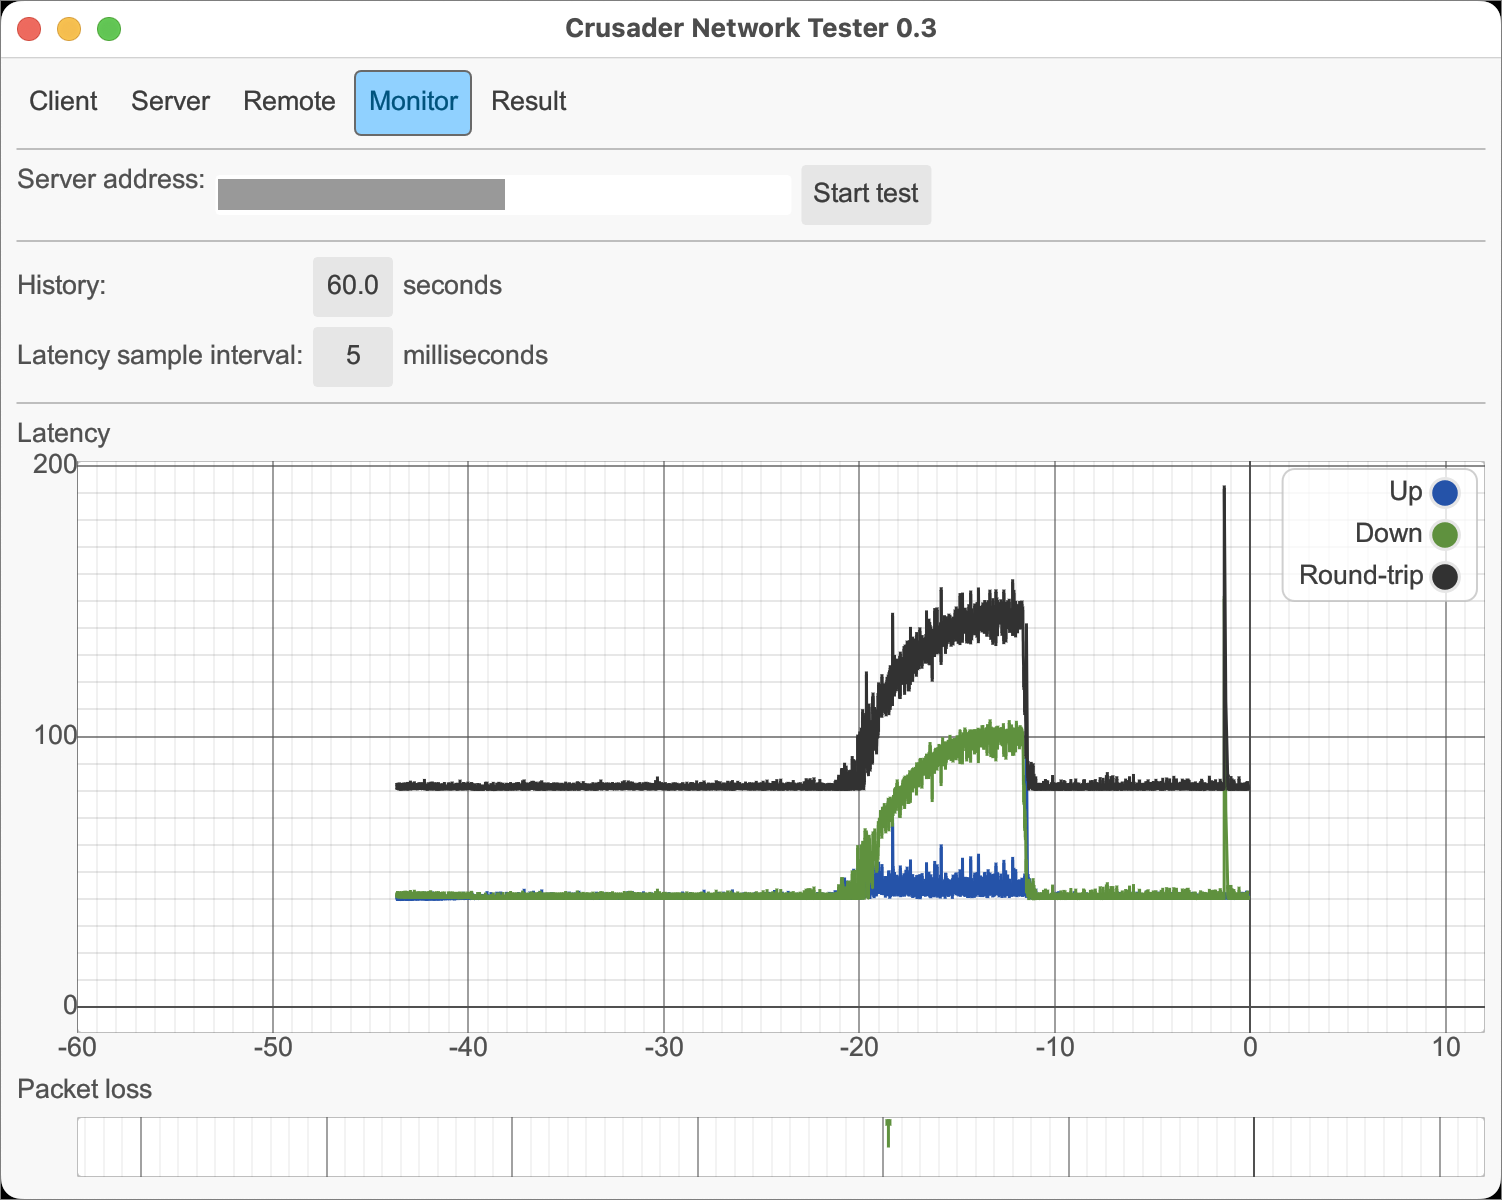 Crusader Network Tester 0.3
Client Server Remote Monitor Result
Server address: Start test
History: 60.0 seconds
Latency sample interval: 5 milliseconds
Latency
200
Up
Down
Round-trip
100
0
-60 -50 -40 -30 -20 -10 0 10
Packet loss